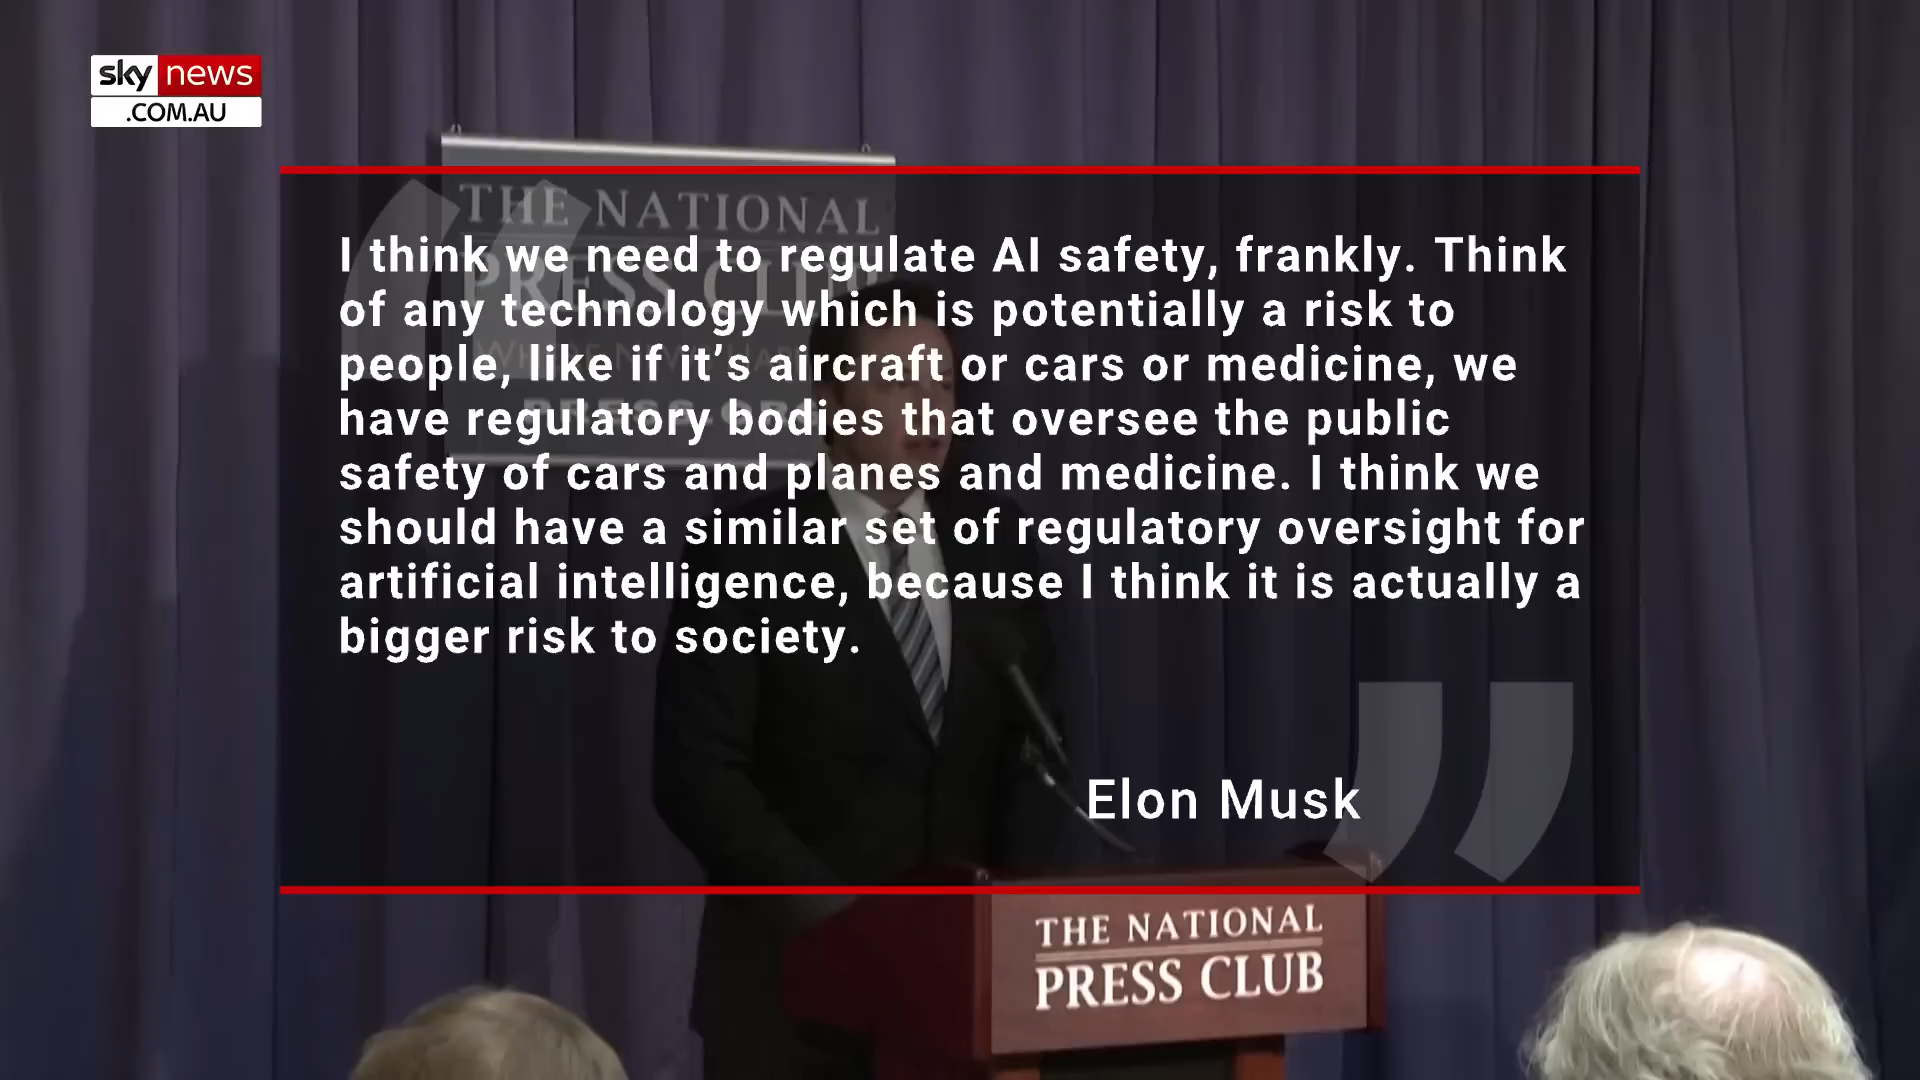 sky news
.COM.AU
THE NATIONAL
PRESS CLUB
I think we need to regulate AI safety, frankly. Think
of any technology which is potentially a risk to
people, like if it’s aircraft or cars or medicine, we
have regulatory bodies that oversee the public
safety of cars and planes and medicine. I think we
should have a similar set of regulatory oversight for
artificial intelligence, because I think it is actually a
bigger risk to society.
Elon Musk
THE NATIONAL
PRESS CLUB